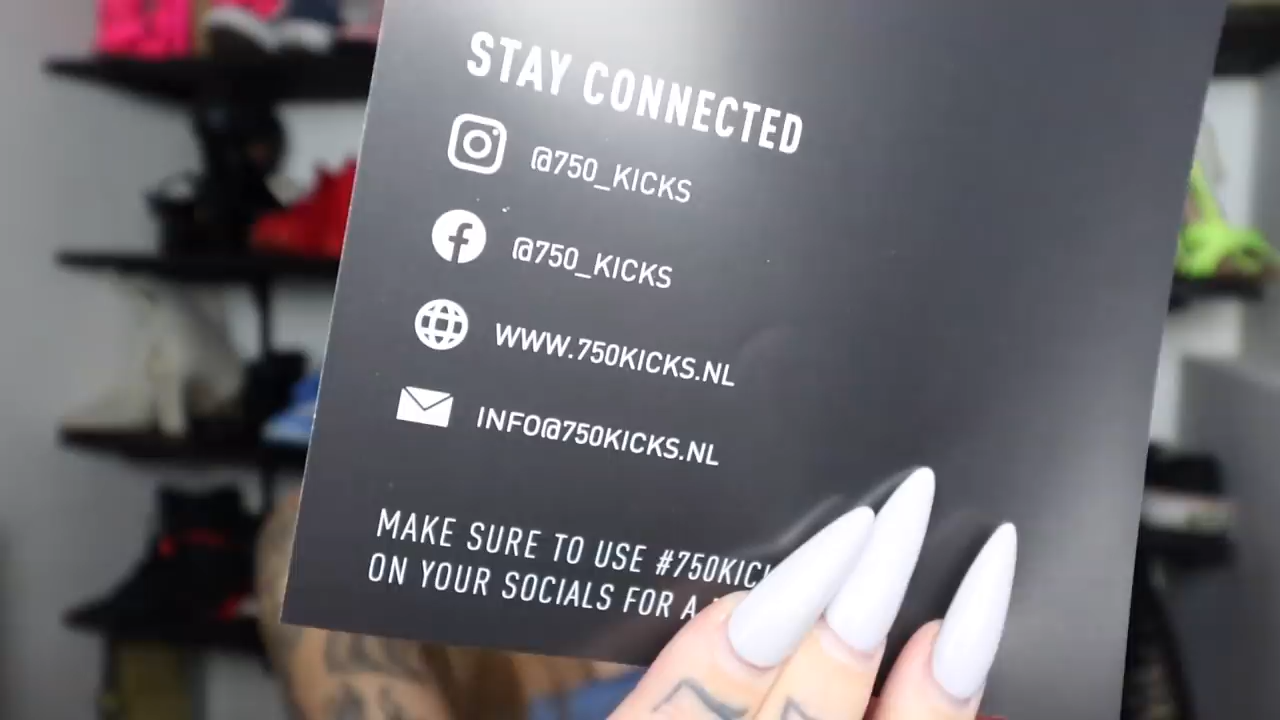 STAY CONNECTED
@750_KICKS
@750_KICKS
WWW.750KICKS.NL
INFO@750KICKS.NL
MAKE SURE TO USE
ON YOUR SOCIALS FOR A